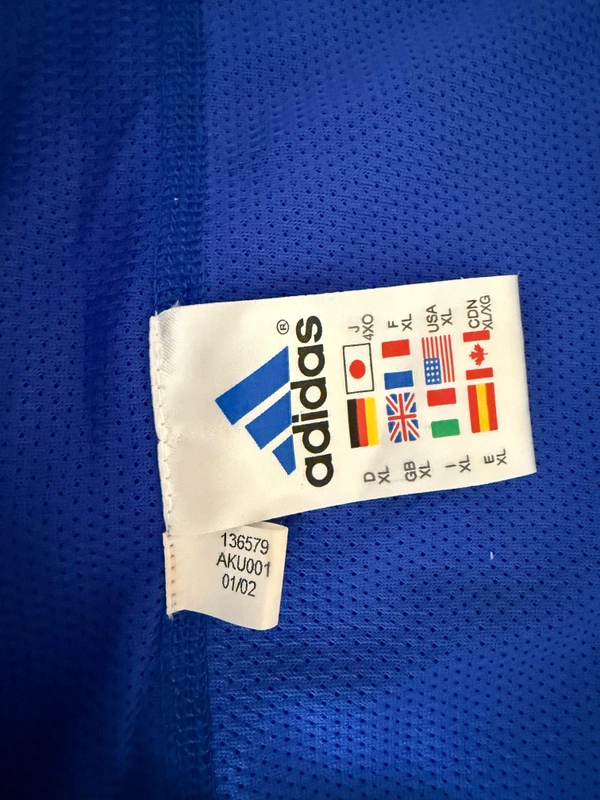 adidas®
J
4XO
F
XL
USA
XL
CDN
XL/XG
D
XL
GB
XL
I
XL
E
XL
136579
AKU001
01/02